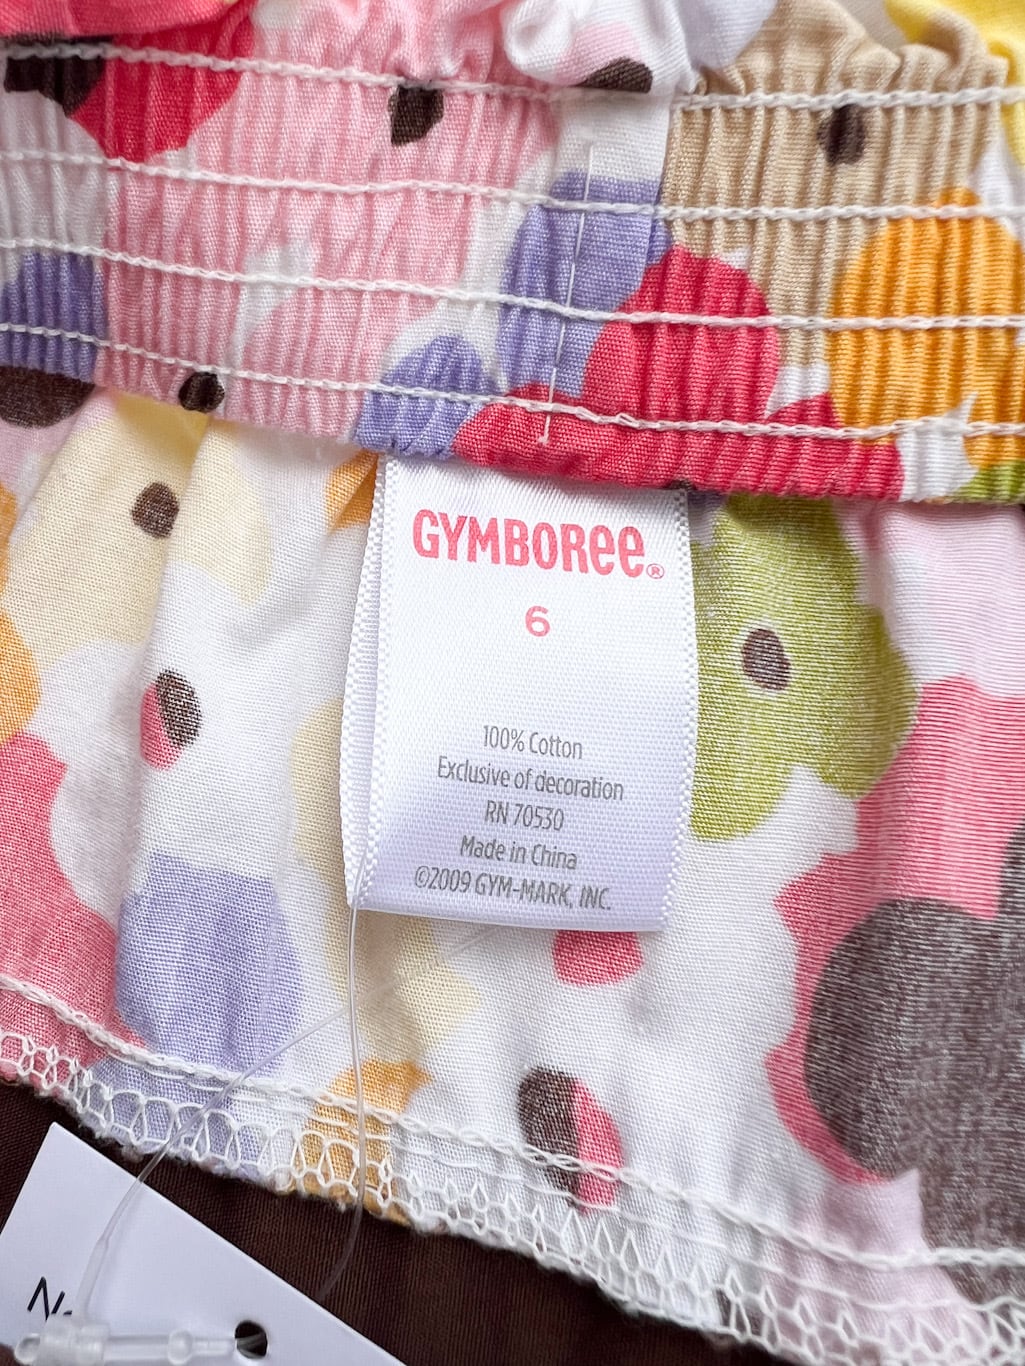 GYMBOREE®
6
100% Cotton
Exclusive of decoration
RN 70530
Made in China
©2009 GYM-MARK, INC.